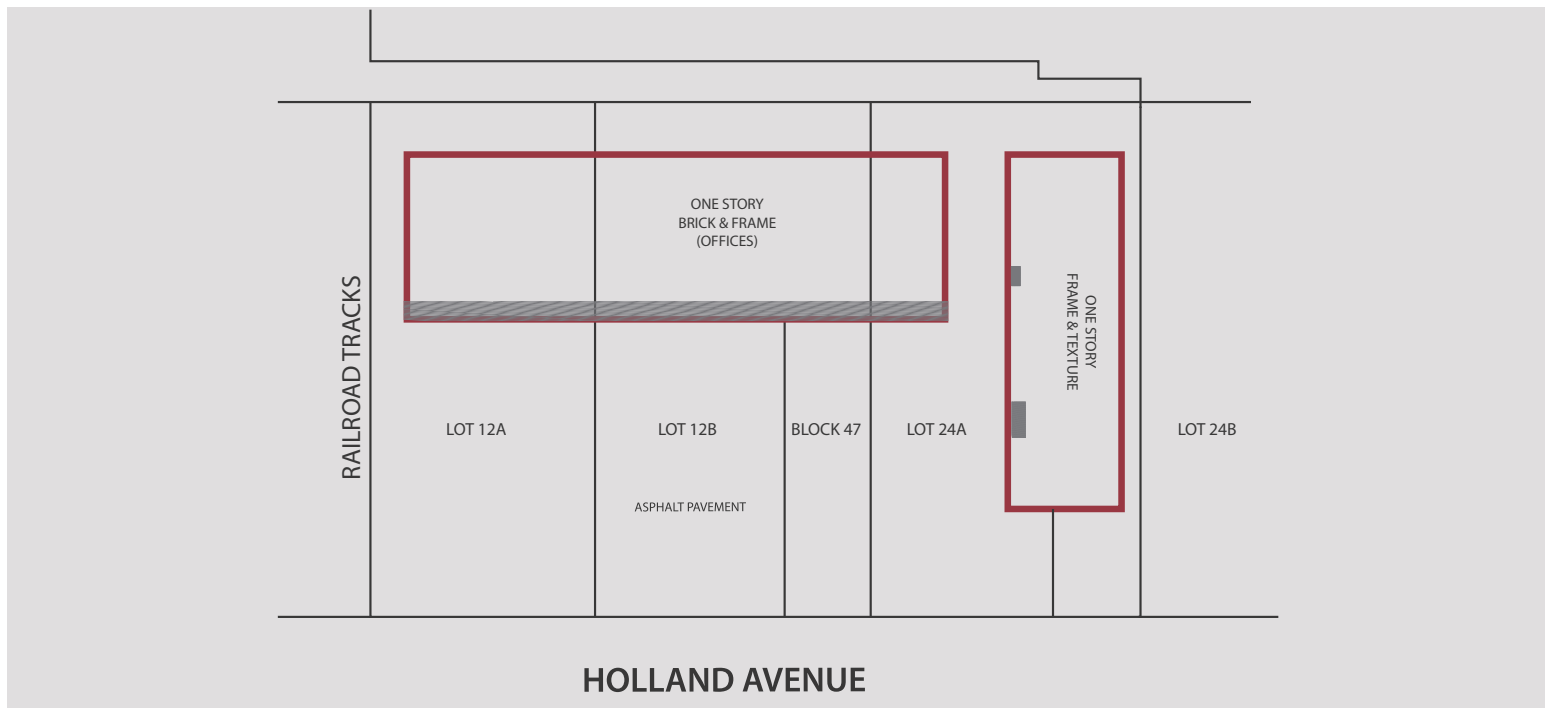 ONE STORY
BRICK & FRAME
(OFFICES)
RAILROAD TRACKS
ONE STORY
FRAME & TEXTURE
LOT 12A
LOT 12B
BLOCK 47
LOT 24A
LOT 24B
ASPHALT PAVEMENT
HOLLAND AVENUE